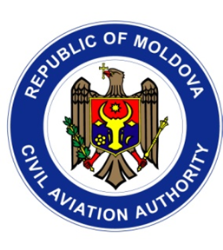 REPUBLIC OF MOLDOVA
CIVIL AVIATION AUTHORITY